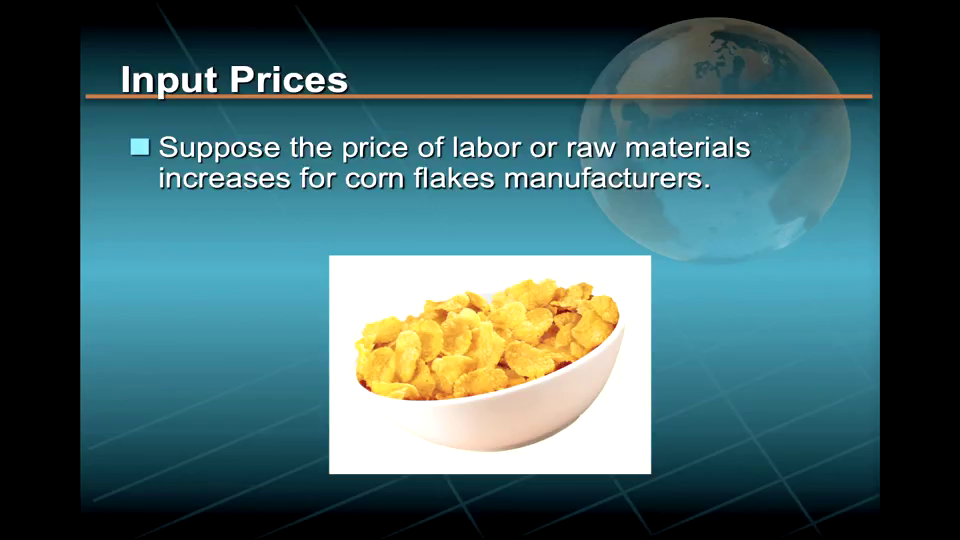 Input Prices
Suppose the price of labor or raw materials
increases for corn flakes manufacturers.